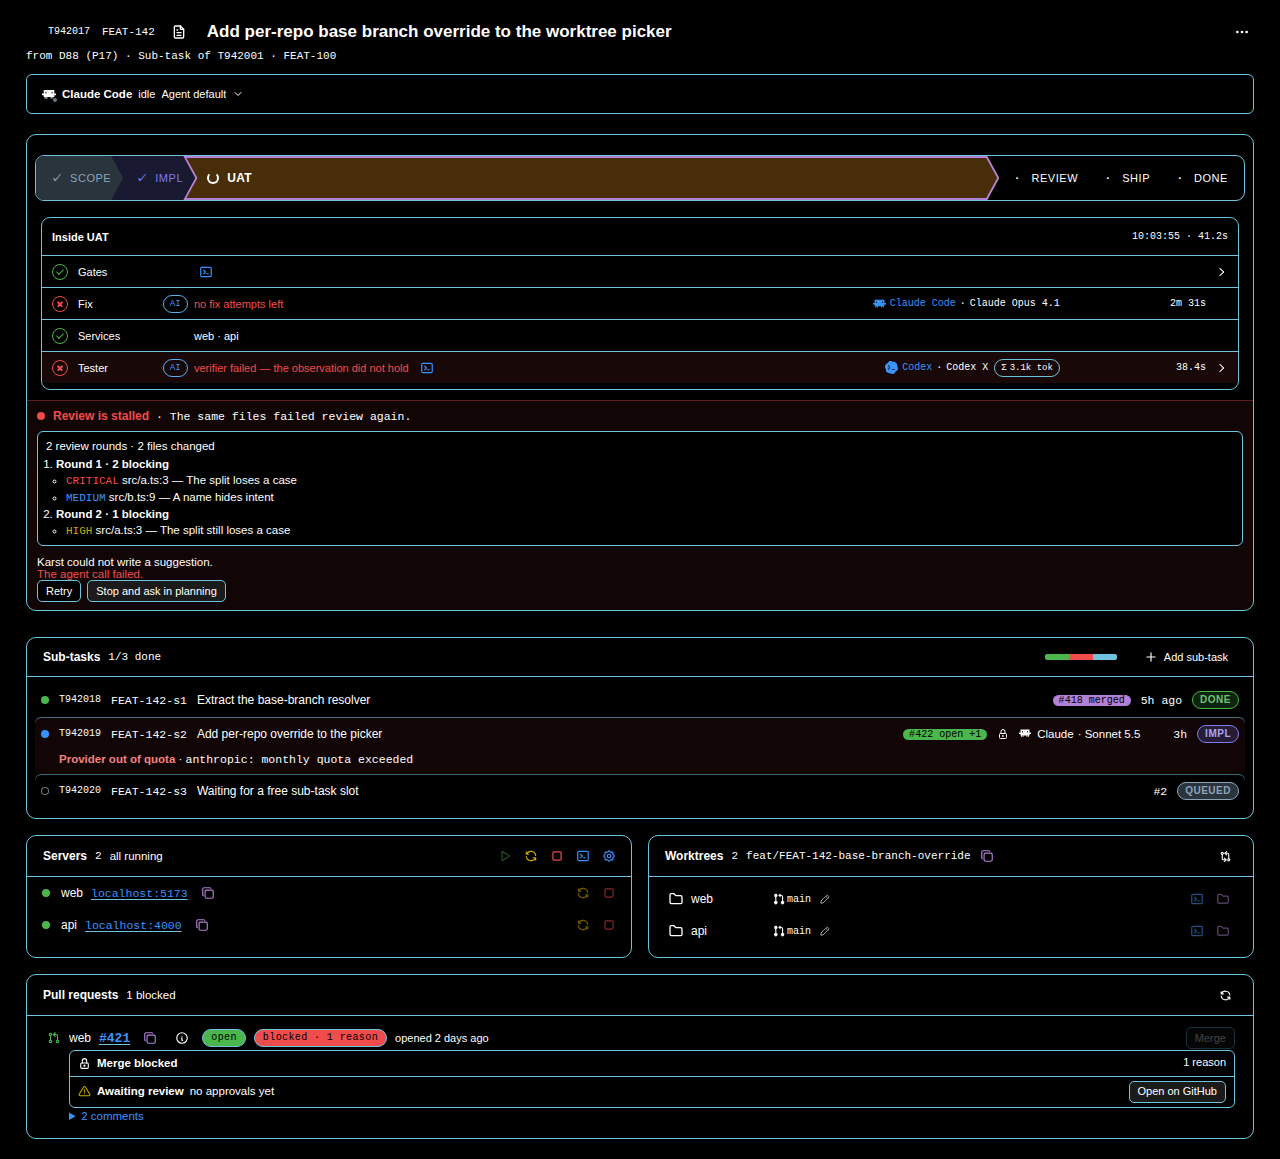 T942017 FEAT-142 Add per-repo base branch override to the worktree picker
from D88 (P17) · Sub-task of T942001 · FEAT-100
Claude Code idle Agent default
SCOPE IMPL UAT · REVIEW · SHIP · DONE
Inside UAT 10:03:55 · 41.2s
Gates
Fix AI no fix attempts left Claude Code · Claude Opus 4.1 2m 31s
Services web · api
Tester AI verifier failed — the observation did not hold Codex · Codex X Σ 3.1k tok 38.4s
Review is stalled · The same files failed review again.
2 review rounds · 2 files changed
1. Round 1 · 2 blocking
CRITICAL src/a.ts:3 — The split loses a case
MEDIUM src/b.ts:9 — A name hides intent
2. Round 2 · 1 blocking
HIGH src/a.ts:3 — The split still loses a case
Karst could not write a suggestion.
The agent call failed.
Retry Stop and ask in planning
Sub-tasks 1/3 done Add sub-task
T942018 FEAT-142-s1 Extract the base-branch resolver #418 merged 5h ago DONE
T942019 FEAT-142-s2 Add per-repo override to the picker #422 open +1 Claude · Sonnet 5.5 3h IMPL
Provider out of quota · anthropic: monthly quota exceeded
T942020 FEAT-142-s3 Waiting for a free sub-task slot #2 QUEUED
Servers 2 all running
web localhost:5173
api localhost:4000
Worktrees 2 feat/FEAT-142-base-branch-override
web main
api main
Pull requests 1 blocked
web #421 open blocked · 1 reason opened 2 days ago Merge
Merge blocked 1 reason
Awaiting review no approvals yet Open on GitHub
2 comments